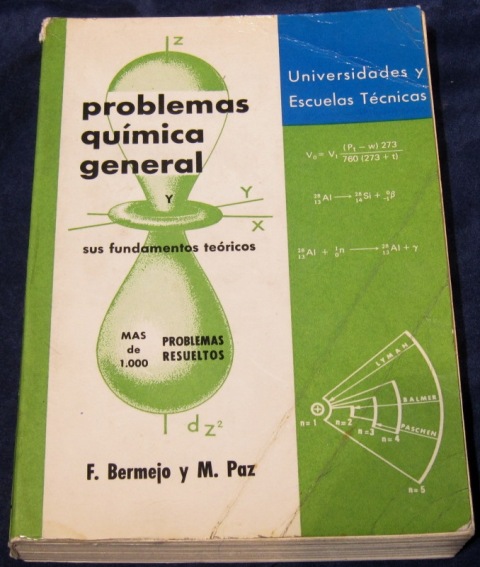 z
problemas
química
general
Y
Y
X
sus fundamentos teóricos
MAS
de
1.000
PROBLEMAS
RESUELTOS
dz²
F. Bermejo y M. Paz
Universidades y
Escuelas Técnicas
V₀ = V₁ (P₁ − w) 273 / 760 (273 + t)
²⁸₁₃Al ⟶ ²⁸₁₄Si + ⁰₋₁β
⁺ ¹₀n ⟶ ²⁸₁₃Al + γ
LYMAN
BALMER
PASCHEN
n=1
n=2
n=3
n=4
n=5